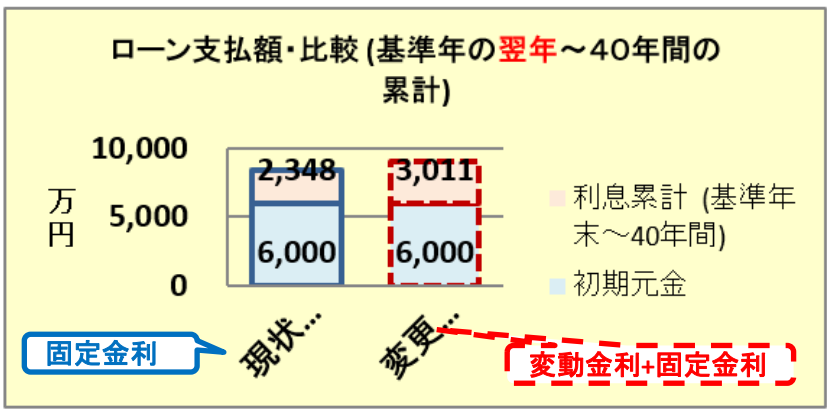 ローン支払額・比較 (基準年の翌年～４０年間の
累計)
10,000
5,000
0
万
円
2,348
3,011
6,000
6,000
現状...
変更...
利息累計 (基準年
末～40年間)
初期元金
固定金利
変動金利+固定金利